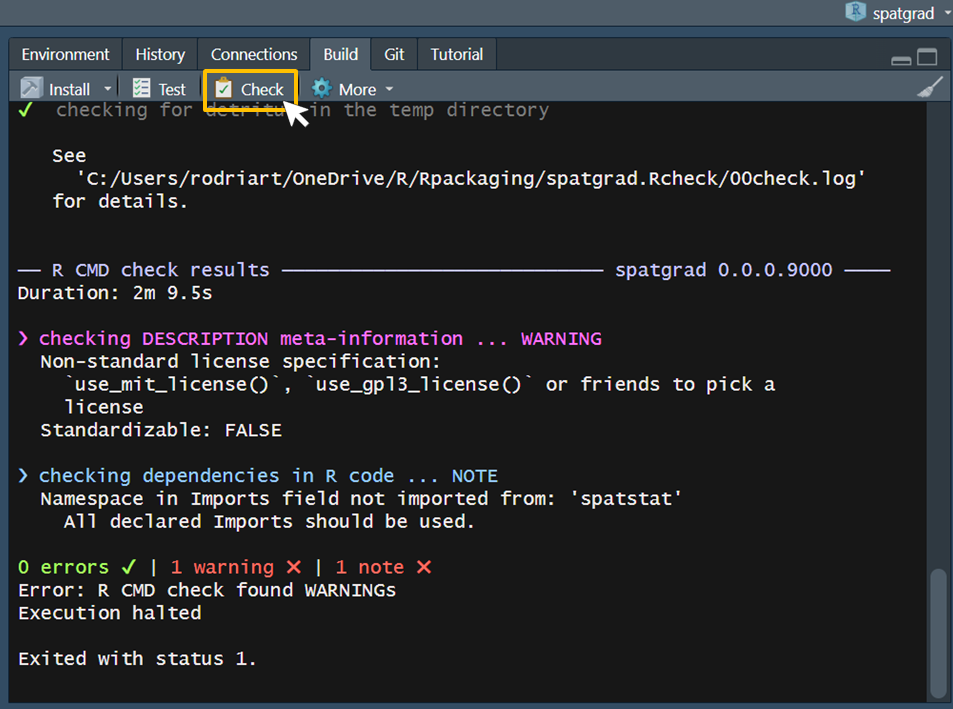 spatgrad
Environment History Connections Build Git Tutorial
Install Test Check More
✓ checking for detritus in the temp directory
See
'C:/Users/rodriart/OneDrive/R/Rpackaging/spatgrad.Rcheck/00check.log'
for details.
── R CMD check results ──────────────────────────── spatgrad 0.0.0.9000 ────
Duration: 2m 9.5s
❯ checking DESCRIPTION meta-information ... WARNING
Non-standard license specification:
`use_mit_license()`, `use_gpl3_license()` or friends to pick a
license
Standardizable: FALSE
❯ checking dependencies in R code ... NOTE
Namespace in Imports field not imported from: 'spatstat'
All declared Imports should be used.
0 errors ✓ | 1 warning ✕ | 1 note ✕
Error: R CMD check found WARNINGs
Execution halted
Exited with status 1.